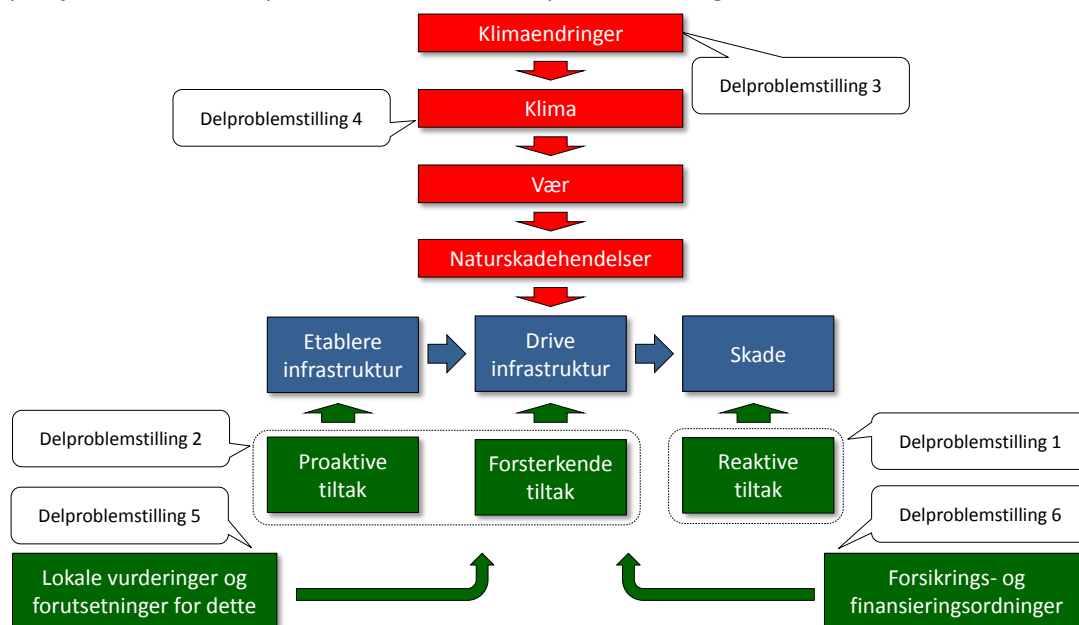 Klimaendringer
Delproblemstilling 3
Klima
Delproblemstilling 4
Vær
Naturskadehendelser
Etablere
infrastruktur
Drive
infrastruktur
Skade
Delproblemstilling 2
Delproblemstilling 1
Proaktive
tiltak
Forsterkende
tiltak
Reaktive
tiltak
Delproblemstilling 5
Delproblemstilling 6
Lokale vurderinger og
forutsetninger for dette
Forsikrings- og
finansieringsordninger